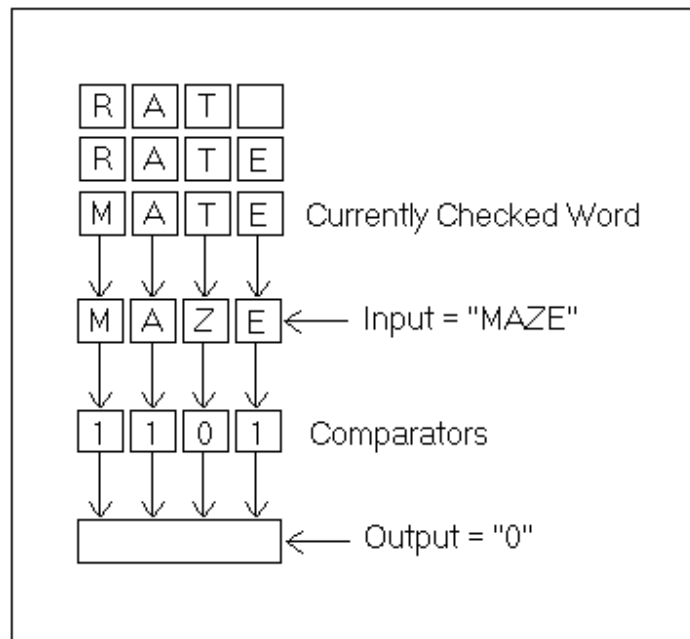 R A T
R A T E
M A T E Currently Checked Word
M A Z E Input = "MAZE"
1 1 0 1 Comparators
Output = "0"